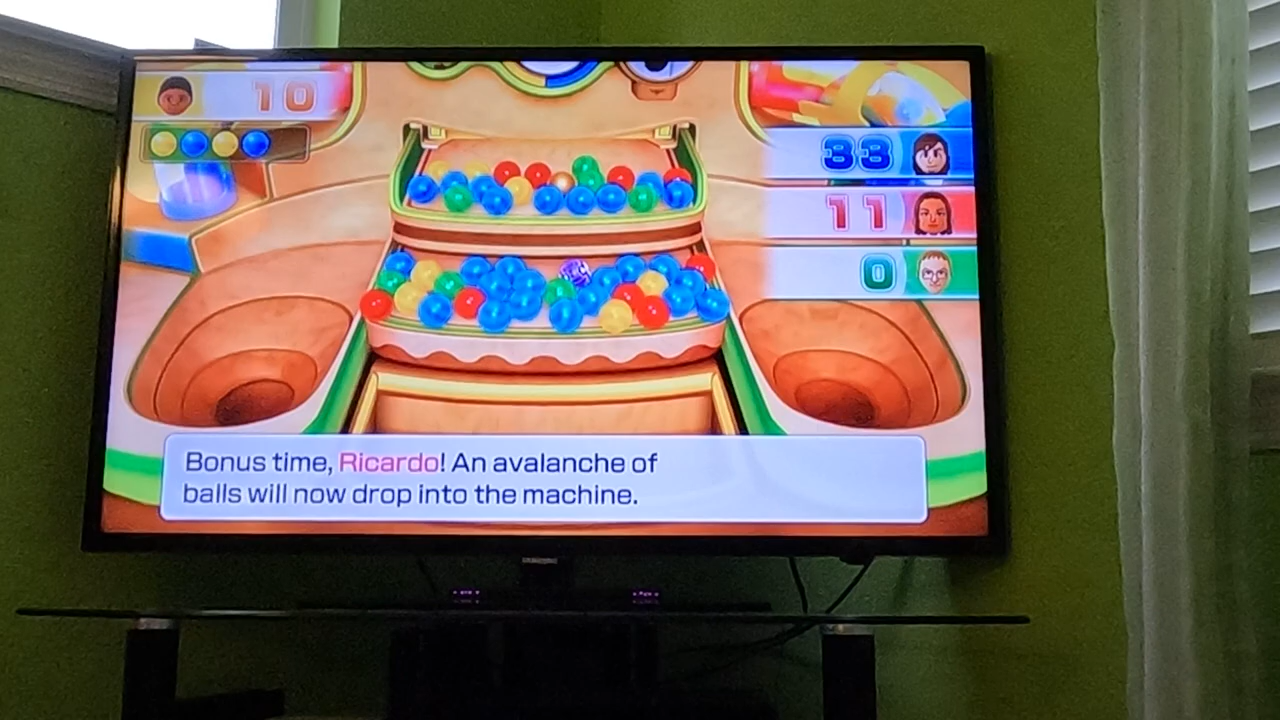 10
33
11
0
Bonus time, Ricardo! An avalanche of
balls will now drop into the machine.